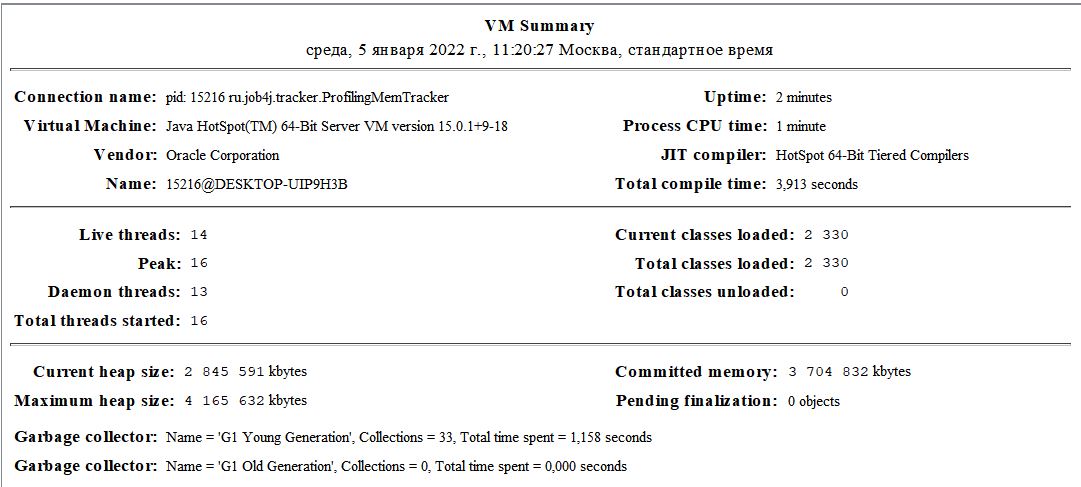 VM Summary
среда, 5 января 2022 г., 11:20:27 Москва, стандартное время
Connection name: pid: 15216 ru.job4j.tracker.ProfilingMemTracker
Uptime: 2 minutes
Virtual Machine: Java HotSpot(TM) 64-Bit Server VM version 15.0.1+9-18
Process CPU time: 1 minute
Vendor: Oracle Corporation
JIT compiler: HotSpot 64-Bit Tiered Compilers
Name: 15216@DESKTOP-UIP9H3B
Total compile time: 3,913 seconds
Live threads: 14
Current classes loaded: 2 330
Peak: 16
Total classes loaded: 2 330
Daemon threads: 13
Total classes unloaded: 0
Total threads started: 16
Current heap size: 2 845 591 kbytes
Committed memory: 3 704 832 kbytes
Maximum heap size: 4 165 632 kbytes
Pending finalization: 0 objects
Garbage collector: Name = 'G1 Young Generation', Collections = 33, Total time spent = 1,158 seconds
Garbage collector: Name = 'G1 Old Generation', Collections = 0, Total time spent = 0,000 seconds